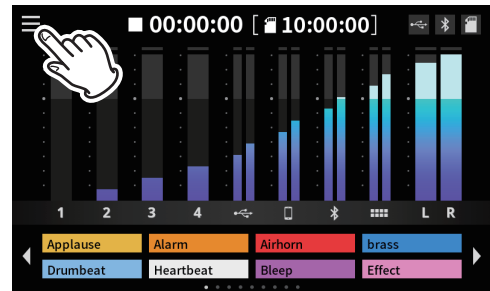 00:00:00 [10:00:00]
1 2 3 4 L R
Applause Alarm Airhorn brass
Drumbeat Heartbeat Bleep Effect